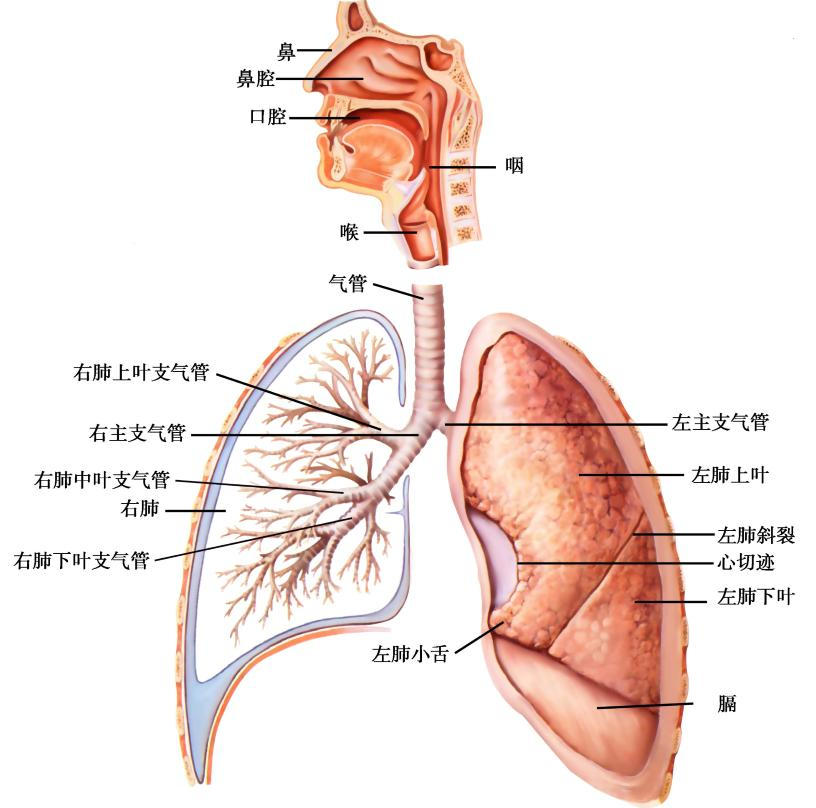 鼻
鼻腔
口腔
咽
喉
气管
右肺上叶支气管
右主支气管
左主支气管
右肺中叶支气管
左肺上叶
右肺
左肺斜裂
右肺下叶支气管
心切迹
左肺下叶
左肺小舌
膈